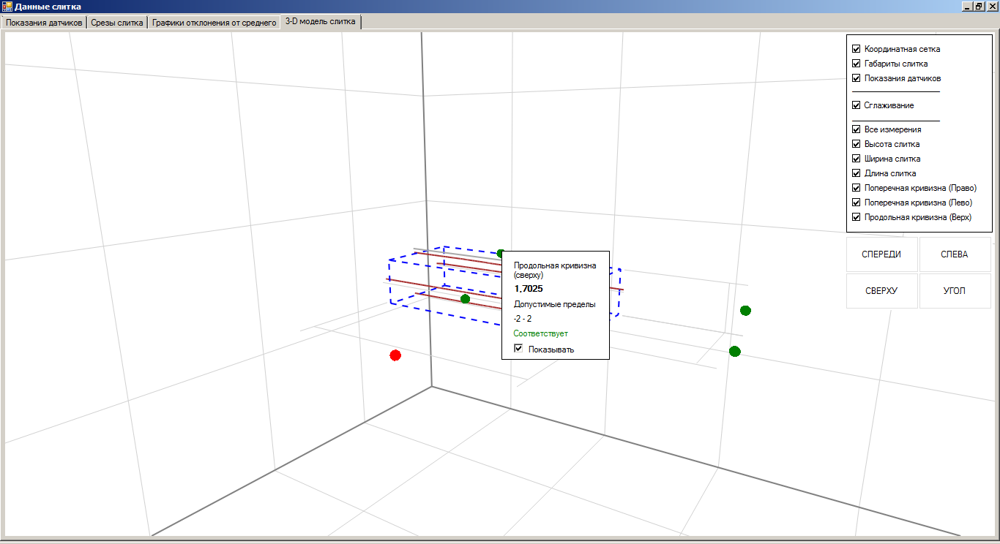 Данные слитка
Показания датчиков
Срезы слитка
Графики отклонения от среднего
3-D модель слитка
Координатная сетка
Габариты слитка
Показания датчиков
Сглаживание
Все измерения
Высота слитка
Ширина слитка
Длина слитка
Поперечная кривизна (Право)
Поперечная кривизна (Лево)
Продольная кривизна (Верх)
СПЕРЕДИ
СЛЕВА
СВЕРХУ
УГОЛ
Продольная кривизна
(сверху)
1,7025
Допустимые пределы
-2 - 2
Соответствует
Показывать